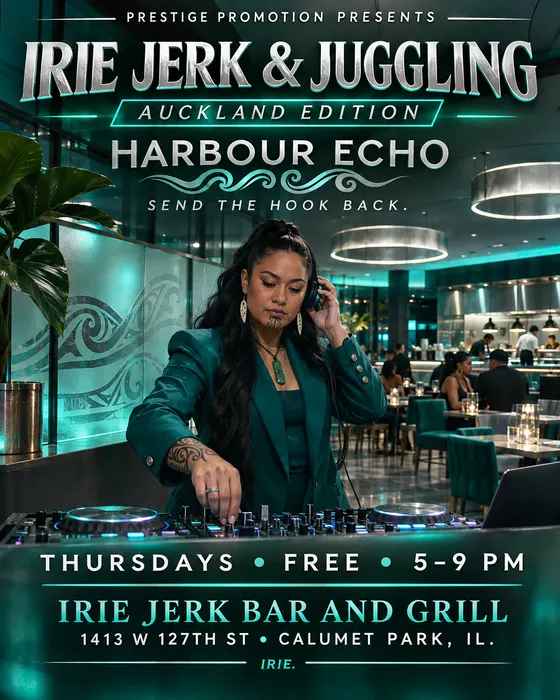 PRESTIGE PROMOTION PRESENTS
IRIE JERK & JUGGLING
AUCKLAND EDITION
HARBOUR ECHO
SEND THE HOOK BACK.
THURSDAYS • FREE • 5–9 PM
IRIE JERK BAR AND GRILL
1413 W 127TH ST • CALUMET PARK, IL.
IRIE.